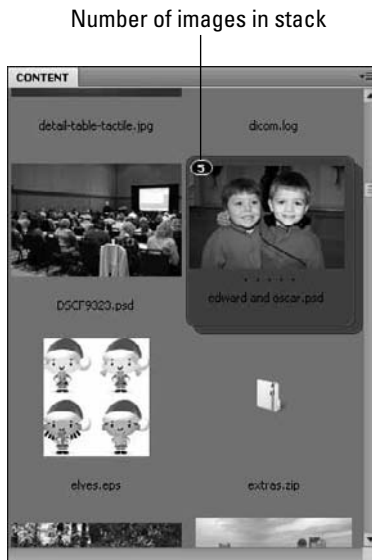 Number of images in stack
CONTENT
detail-table-tactile.jpg
dicom.log
5
DSCF9323.psd
edward and oscar.psd
elves.eps
extras.zip